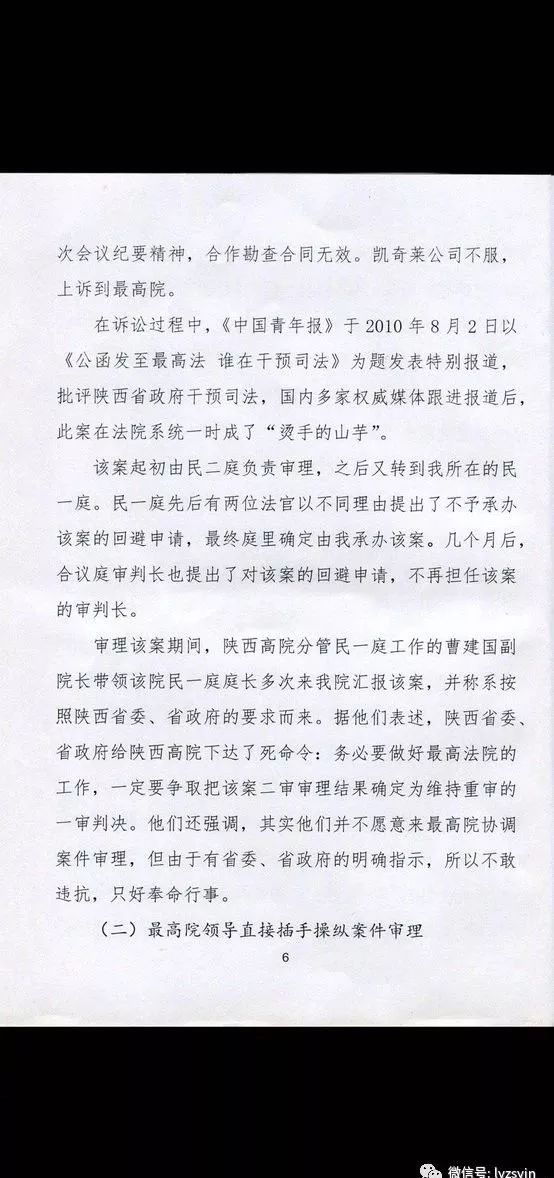 次会议纪要精神，合作勘查合同无效。凯奇莱公司不服，
上诉到最高院。
在诉讼过程中，《中国青年报》于 2010 年 8 月 2 日以
《公函发至最高法 谁在干预司法》为题发表特别报道，
批评陕西省政府干预司法，国内多家权威媒体跟进报道后，
此案在法院系统一时成了“烫手的山芋”。
该案起初由民二庭负责审理，之后又转到我所在的民
一庭。民一庭先后有两位法官以不同理由提出了不予承办
该案的回避申请，最终庭里确定由我承办该案。几个月后，
合议庭审判长也提出了对该案的回避申请，不再担任该案
的审判长。
审理该案期间，陕西高院分管民一庭工作的曹建国副
院长带领该院民一庭庭长多次来我院汇报该案，并称系按
照陕西省委、省政府的要求而来。据他们表述，陕西省委、
省政府给陕西高院下达了死命令：务必要做好最高法院的
工作，一定要争取把该案二审审理结果确定为维持重审的
一审判决。他们还强调，其实他们并不愿意来最高院协调
案件审理，但由于有省委、省政府的明确指示，所以不敢
违抗，只好奉命行事。
（二）最高院领导直接插手操纵案件审理
6
微信号: lyzsvin